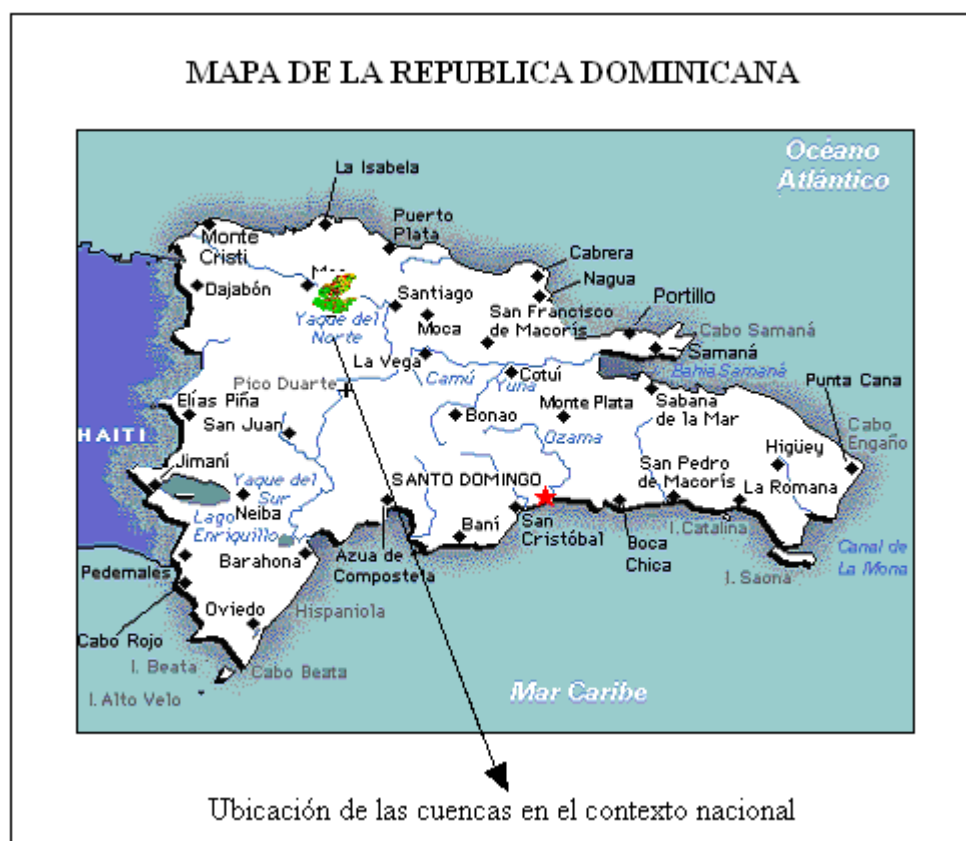 MAPA DE LA REPUBLICA DOMINICANA
Océano
Atlántico
La Isabela
Puerto
Plata
Monte
Cristi
Cabrera
Nagua
Dajabón
Santiago
Moca
San Francisco
de Macorís
Portillo
Cabo Samaná
Samaná
Bahia Samaná
Yaque del
Norte
La Vega
Camú
Yuna
Cotuí
Pico Duarte
Punta Cana
Cabo
Engaño
Sabana
de la Mar
Elías Piña
San Juan
Bonao
Monte Plata
Ozama
Higüey
HAITI
Jimaní
Yaque del
Sur
Neiba
SANTO DOMINGO
San Pedro
de Macorís
La Romana
Lago
Enriquillo
Baní
San
Cristóbal
I. Catalina
Boca
Chica
Canal de
La Mona
I. Saona
Barahona
Azua de
Compostela
Pedernales
Oviedo
Hispaniola
Cabo Rojo
I. Beata
Cabo Beata
I. Alto Velo
Mar Caribe
Ubicación de las cuencas en el contexto nacional